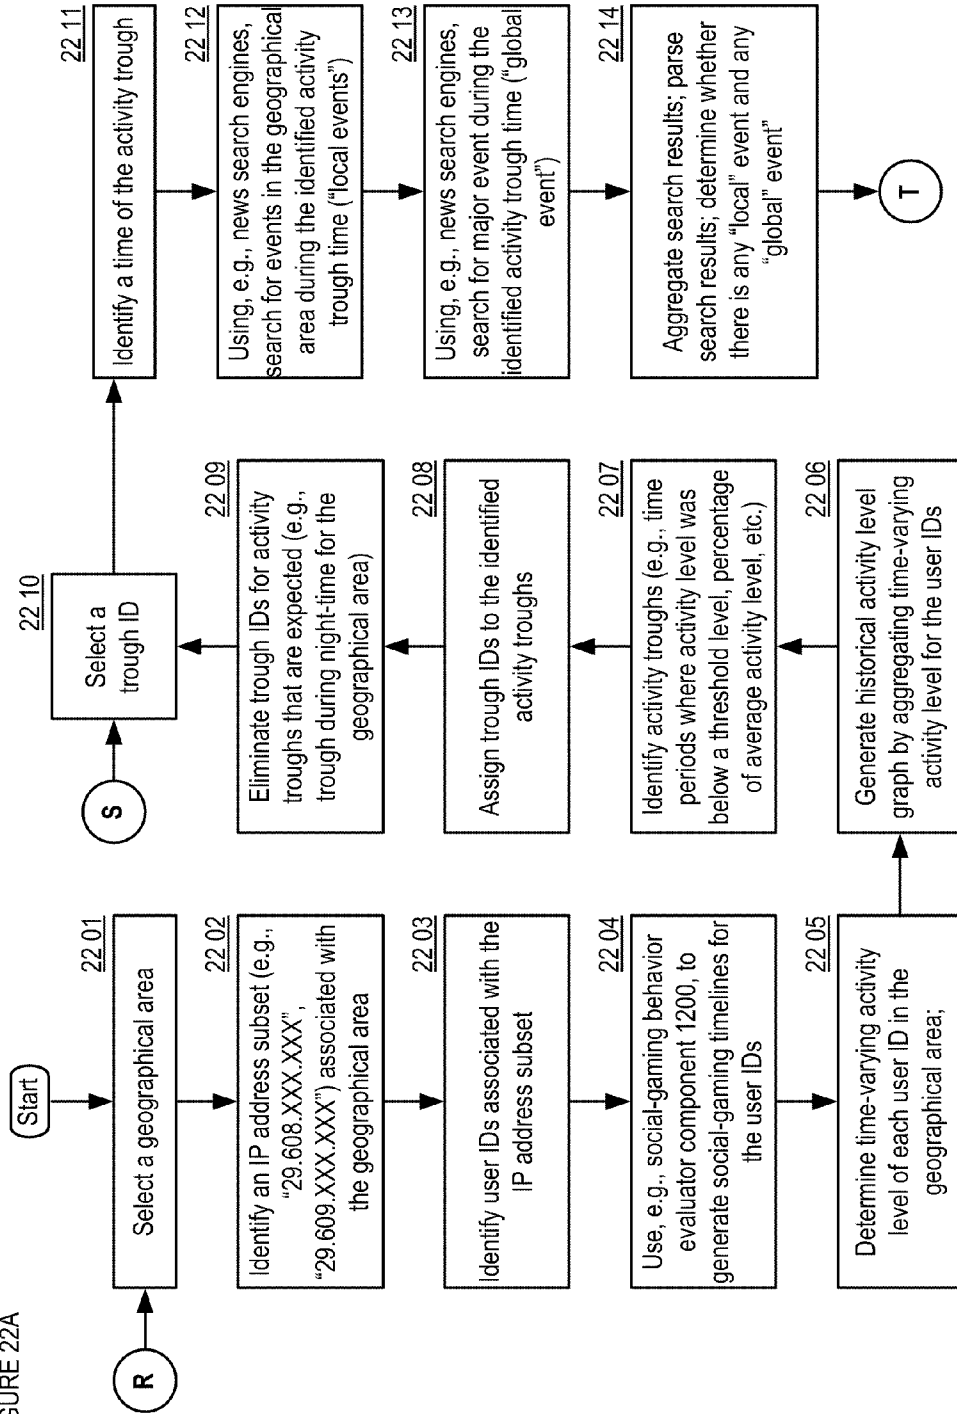 GURE 22A
Start
R
22 01
Select a geographical area
22 02
Identify an IP address subset (e.g.,
“29.608.XXX.XXX”,
“29.609.XXX.XXX”) associated with
the geographical area
22 03
Identify user IDs associated with the
IP address subset
22 04
Use, e.g., social-gaming behavior
evaluator component 1200, to
generate social-gaming timelines for
the user IDs
22 05
Determine time-varying activity
level of each user ID in the
geographical area;
22 06
Generate historical activity level
graph by aggregating time-varying
activity level for the user IDs
22 07
Identify activity troughs (e.g., time
periods where activity level was
below a threshold level, percentage
of average activity level, etc.)
22 08
Assign trough IDs to the identified
activity troughs
22 09
Eliminate trough IDs for activity
troughs that are expected (e.g.,
trough during night-time for the
geographical area)
S
22 10
Select a
trough ID
22 11
Identify a time of the activity trough
22 12
Using, e.g., news search engines,
search for events in the geographical
area during the identified activity
trough time (“local events”)
22 13
Using, e.g., news search engines,
search for major event during the
identified activity trough time (“global
event”)
22 14
Aggregate search results; parse
search results; determine whether
there is any “local” event and any
“global” event”
T